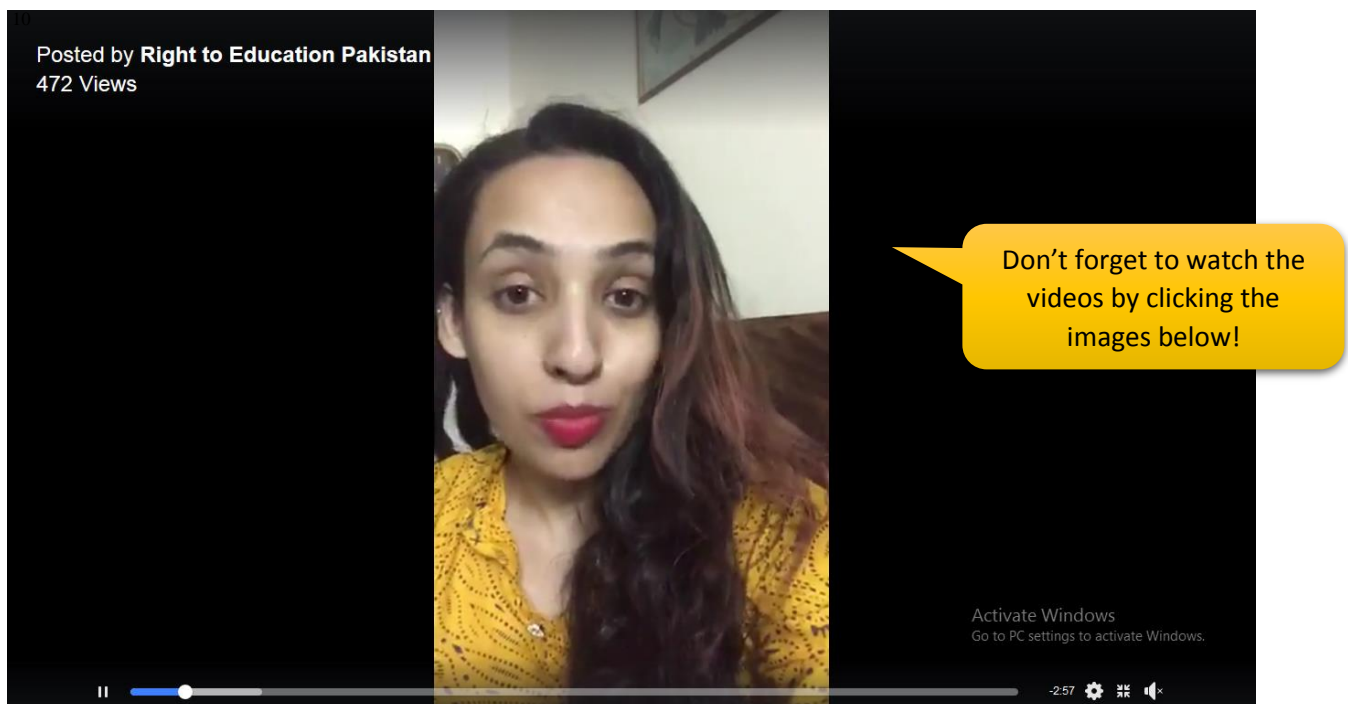 10
Posted by Right to Education Pakistan
472 Views
Don’t forget to watch the
videos by clicking the
images below!
Activate Windows
Go to PC settings to activate Windows.
-2:57